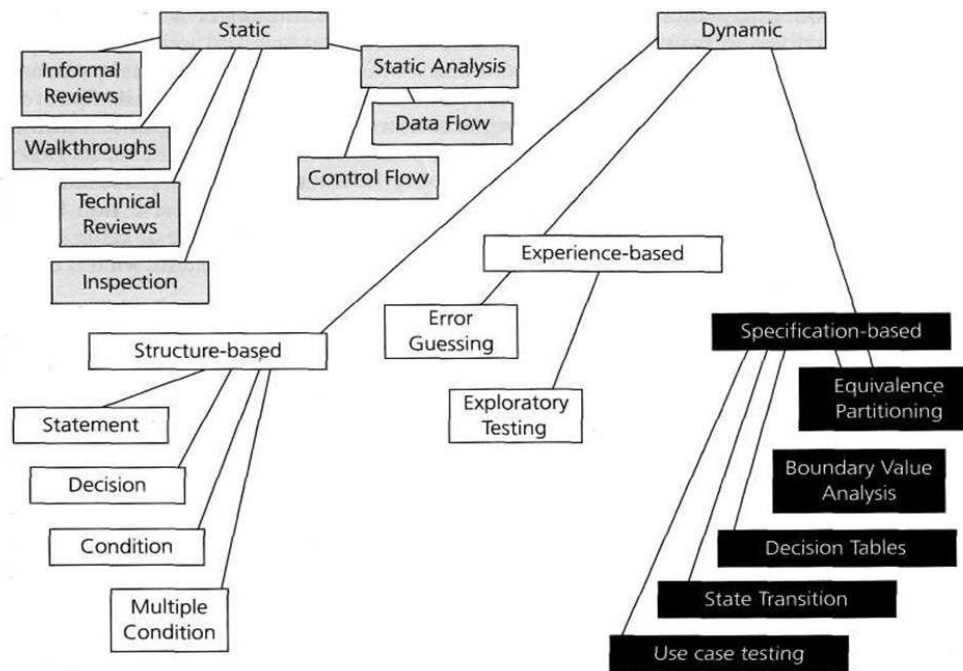 Static
Dynamic
Informal
Reviews
Static Analysis
Data Flow
Walkthroughs
Control Flow
Technical
Reviews
Inspection
Experience-based
Error
Guessing
Exploratory
Testing
Structure-based
Statement
Decision
Condition
Multiple
Condition
Specification-based
Equivalence
Partitioning
Boundary Value
Analysis
Decision Tables
State Transition
Use case testing